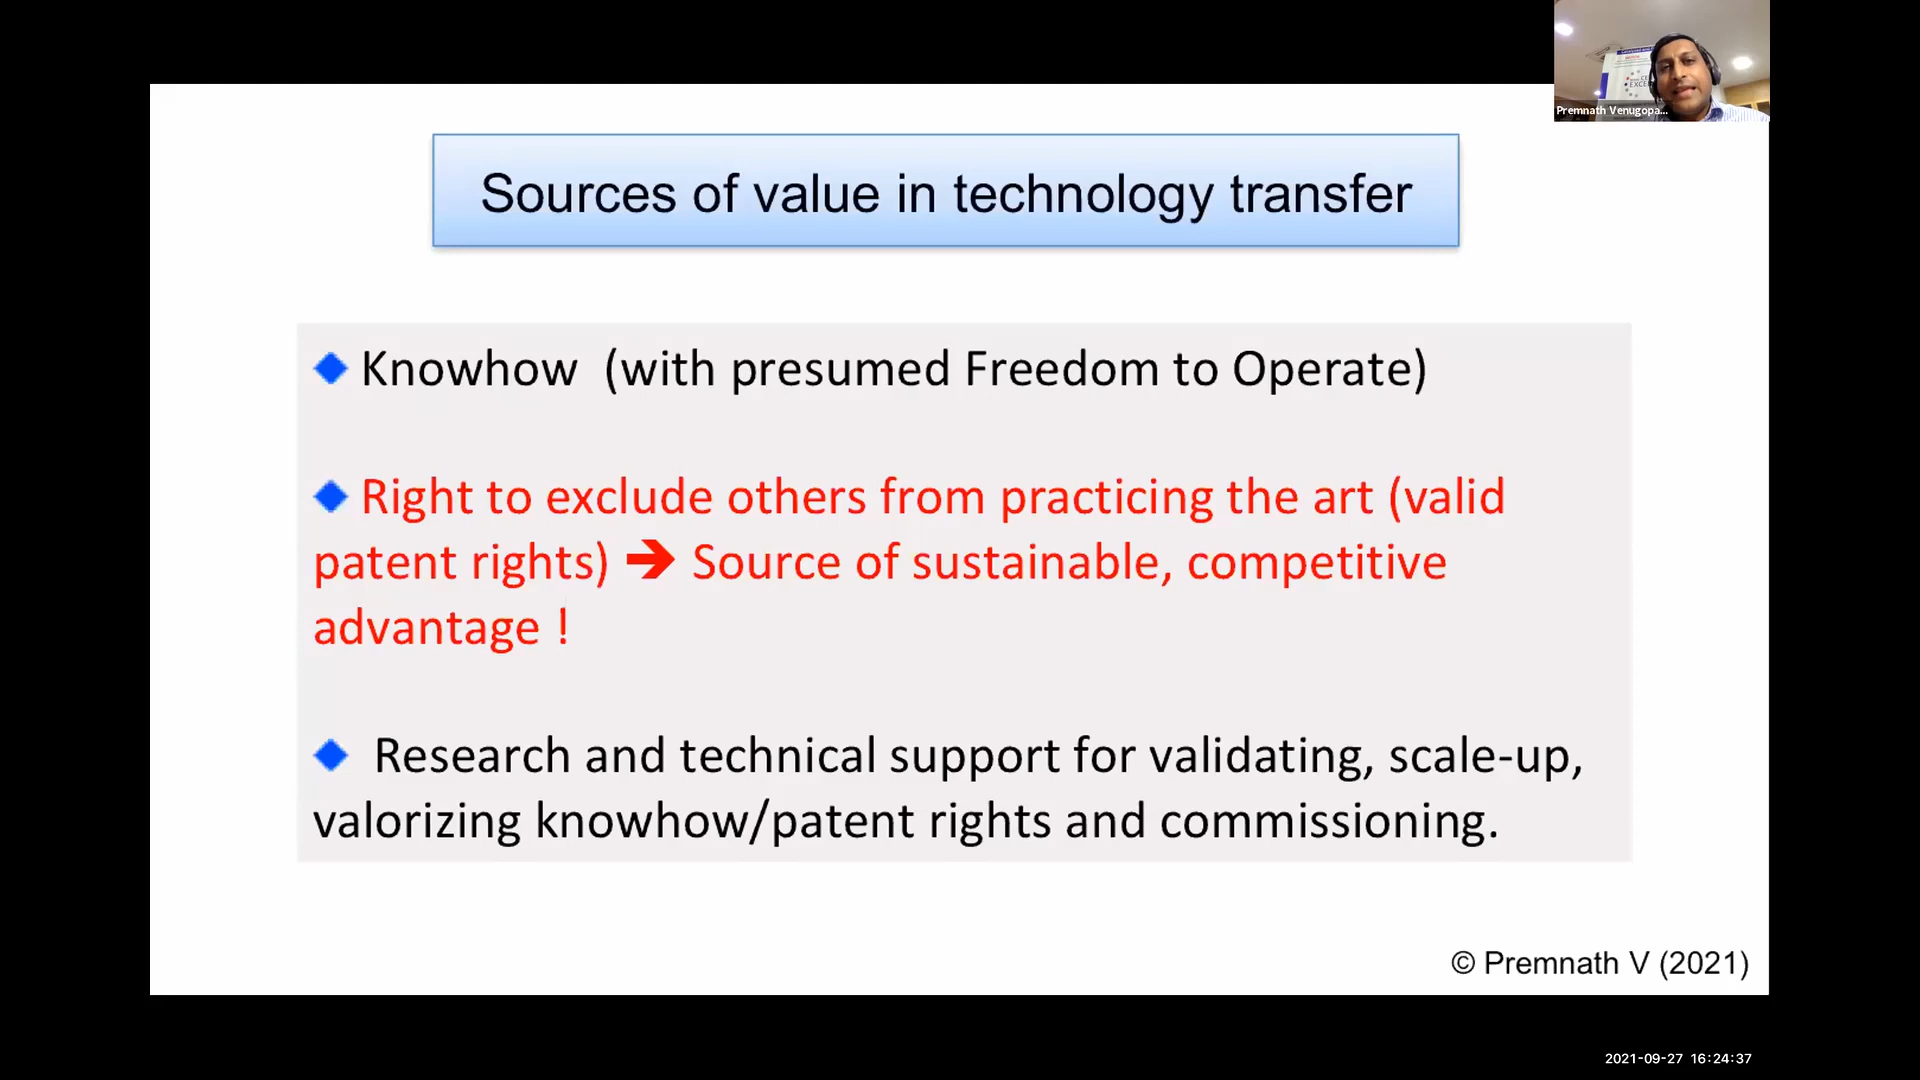 Premnath Venugopa...
Sources of value in technology transfer
Knowhow (with presumed Freedom to Operate)
Right to exclude others from practicing the art (valid
patent rights) ➔ Source of sustainable, competitive
advantage !
Research and technical support for validating, scale-up,
valorizing knowhow/patent rights and commissioning.
© Premnath V (2021)
2021-09-27 16:24:37